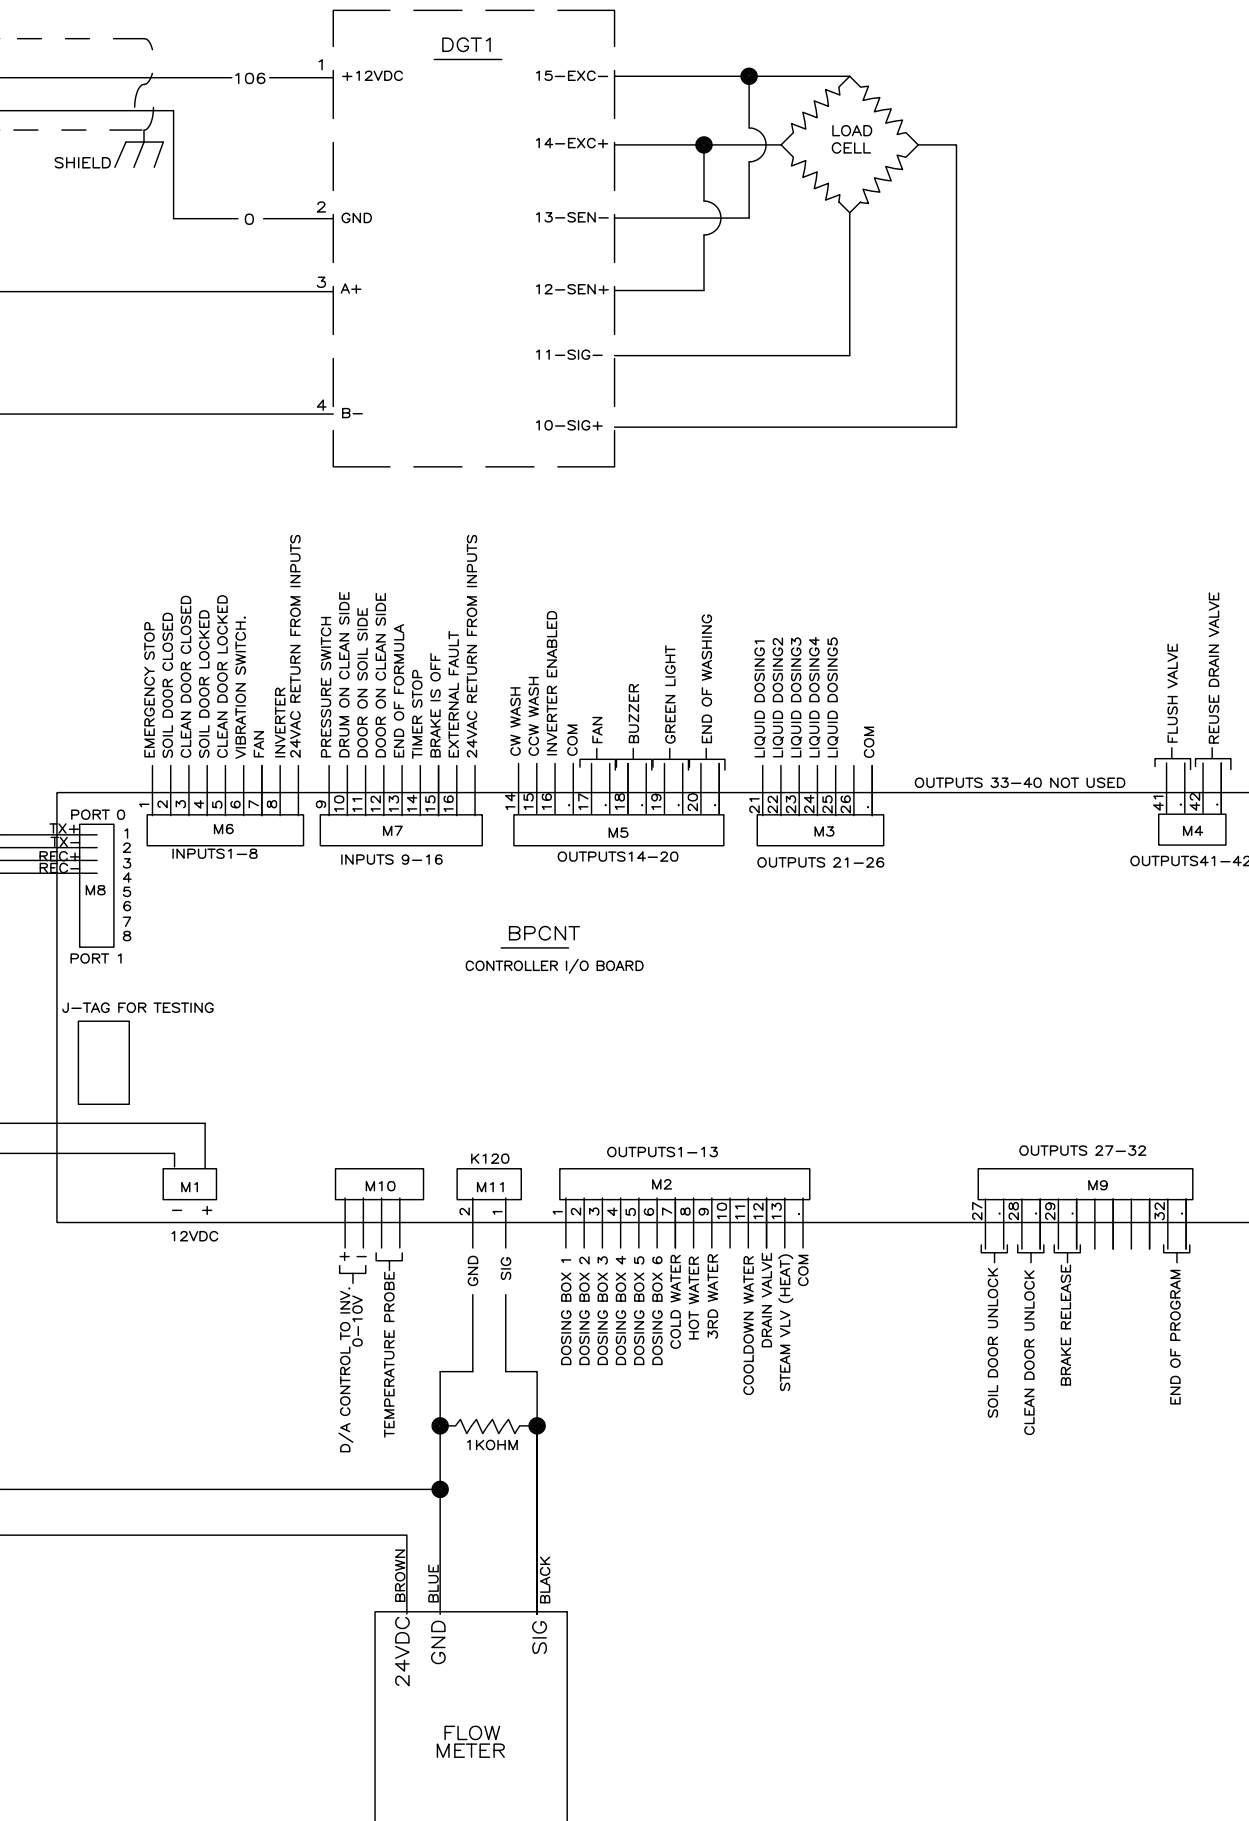 DGT1
1
+12VDC
106
15-EXC-
14-EXC+
LOAD
CELL
SHIELD
2
GND
0
13-SEN-
3
A+
12-SEN+
11-SIG-
4
B-
10-SIG+
EMERGENCY STOP
SOIL DOOR CLOSED
CLEAN DOOR CLOSED
SOIL DOOR LOCKED
CLEAN DOOR LOCKED
VIBRATION SWITCH.
FAN
INVERTER
24VAC RETURN FROM INPUTS
PRESSURE SWITCH
DRUM ON CLEAN SIDE
DOOR ON SOIL SIDE
DOOR ON CLEAN SIDE
END OF FORMULA
TIMER STOP
BRAKE IS OFF
EXTERNAL FAULT
24VAC RETURN FROM INPUTS
CW WASH
CCW WASH
INVERTER ENABLED
COM
FAN
BUZZER
GREEN LIGHT
END OF WASHING
LIQUID DOSING1
LIQUID DOSING2
LIQUID DOSING3
LIQUID DOSING4
LIQUID DOSING5
COM
FLUSH VALVE
REUSE DRAIN VALVE
OUTPUTS 33-40 NOT USED
1 2 3 4 5 6 7 8
9 10 11 12 13 14 15 16
14 15 16 . 17 . 18 . 19 . 20 .
21 22 23 24 25 26 .
41 . 42 .
PORT 0
M6
M7
M5
M3
M4
INPUTS1-8
INPUTS 9-16
OUTPUTS14-20
OUTPUTS 21-26
OUTPUTS41-42
TX+
TX-
REC+
REC-
1
2
3
4
5
6
7
8
M8
PORT 1
BPCNT
CONTROLLER I/O BOARD
J-TAG FOR TESTING
K120
OUTPUTS1-13
OUTPUTS 27-32
M1
M10
M11
M2
M9
- +
12VDC
2 1
1 2 3 4 5 6 7 8 9 10 11 12 13 .
27 . 28 . 29 . 32 .
+ -
D/A CONTROL TO INV.
0-10V
TEMPERATURE PROBE
GND
SIG
DOSING BOX 1
DOSING BOX 2
DOSING BOX 3
DOSING BOX 4
DOSING BOX 5
DOSING BOX 6
COLD WATER
HOT WATER
3RD WATER
COOLDOWN WATER
DRAIN VALVE
STEAM VLV (HEAT)
COM
SOIL DOOR UNLOCK
CLEAN DOOR UNLOCK
BRAKE RELEASE
END OF PROGRAM
1KOHM
BROWN
BLUE
BLACK
24VDC
GND
SIG
FLOW
METER